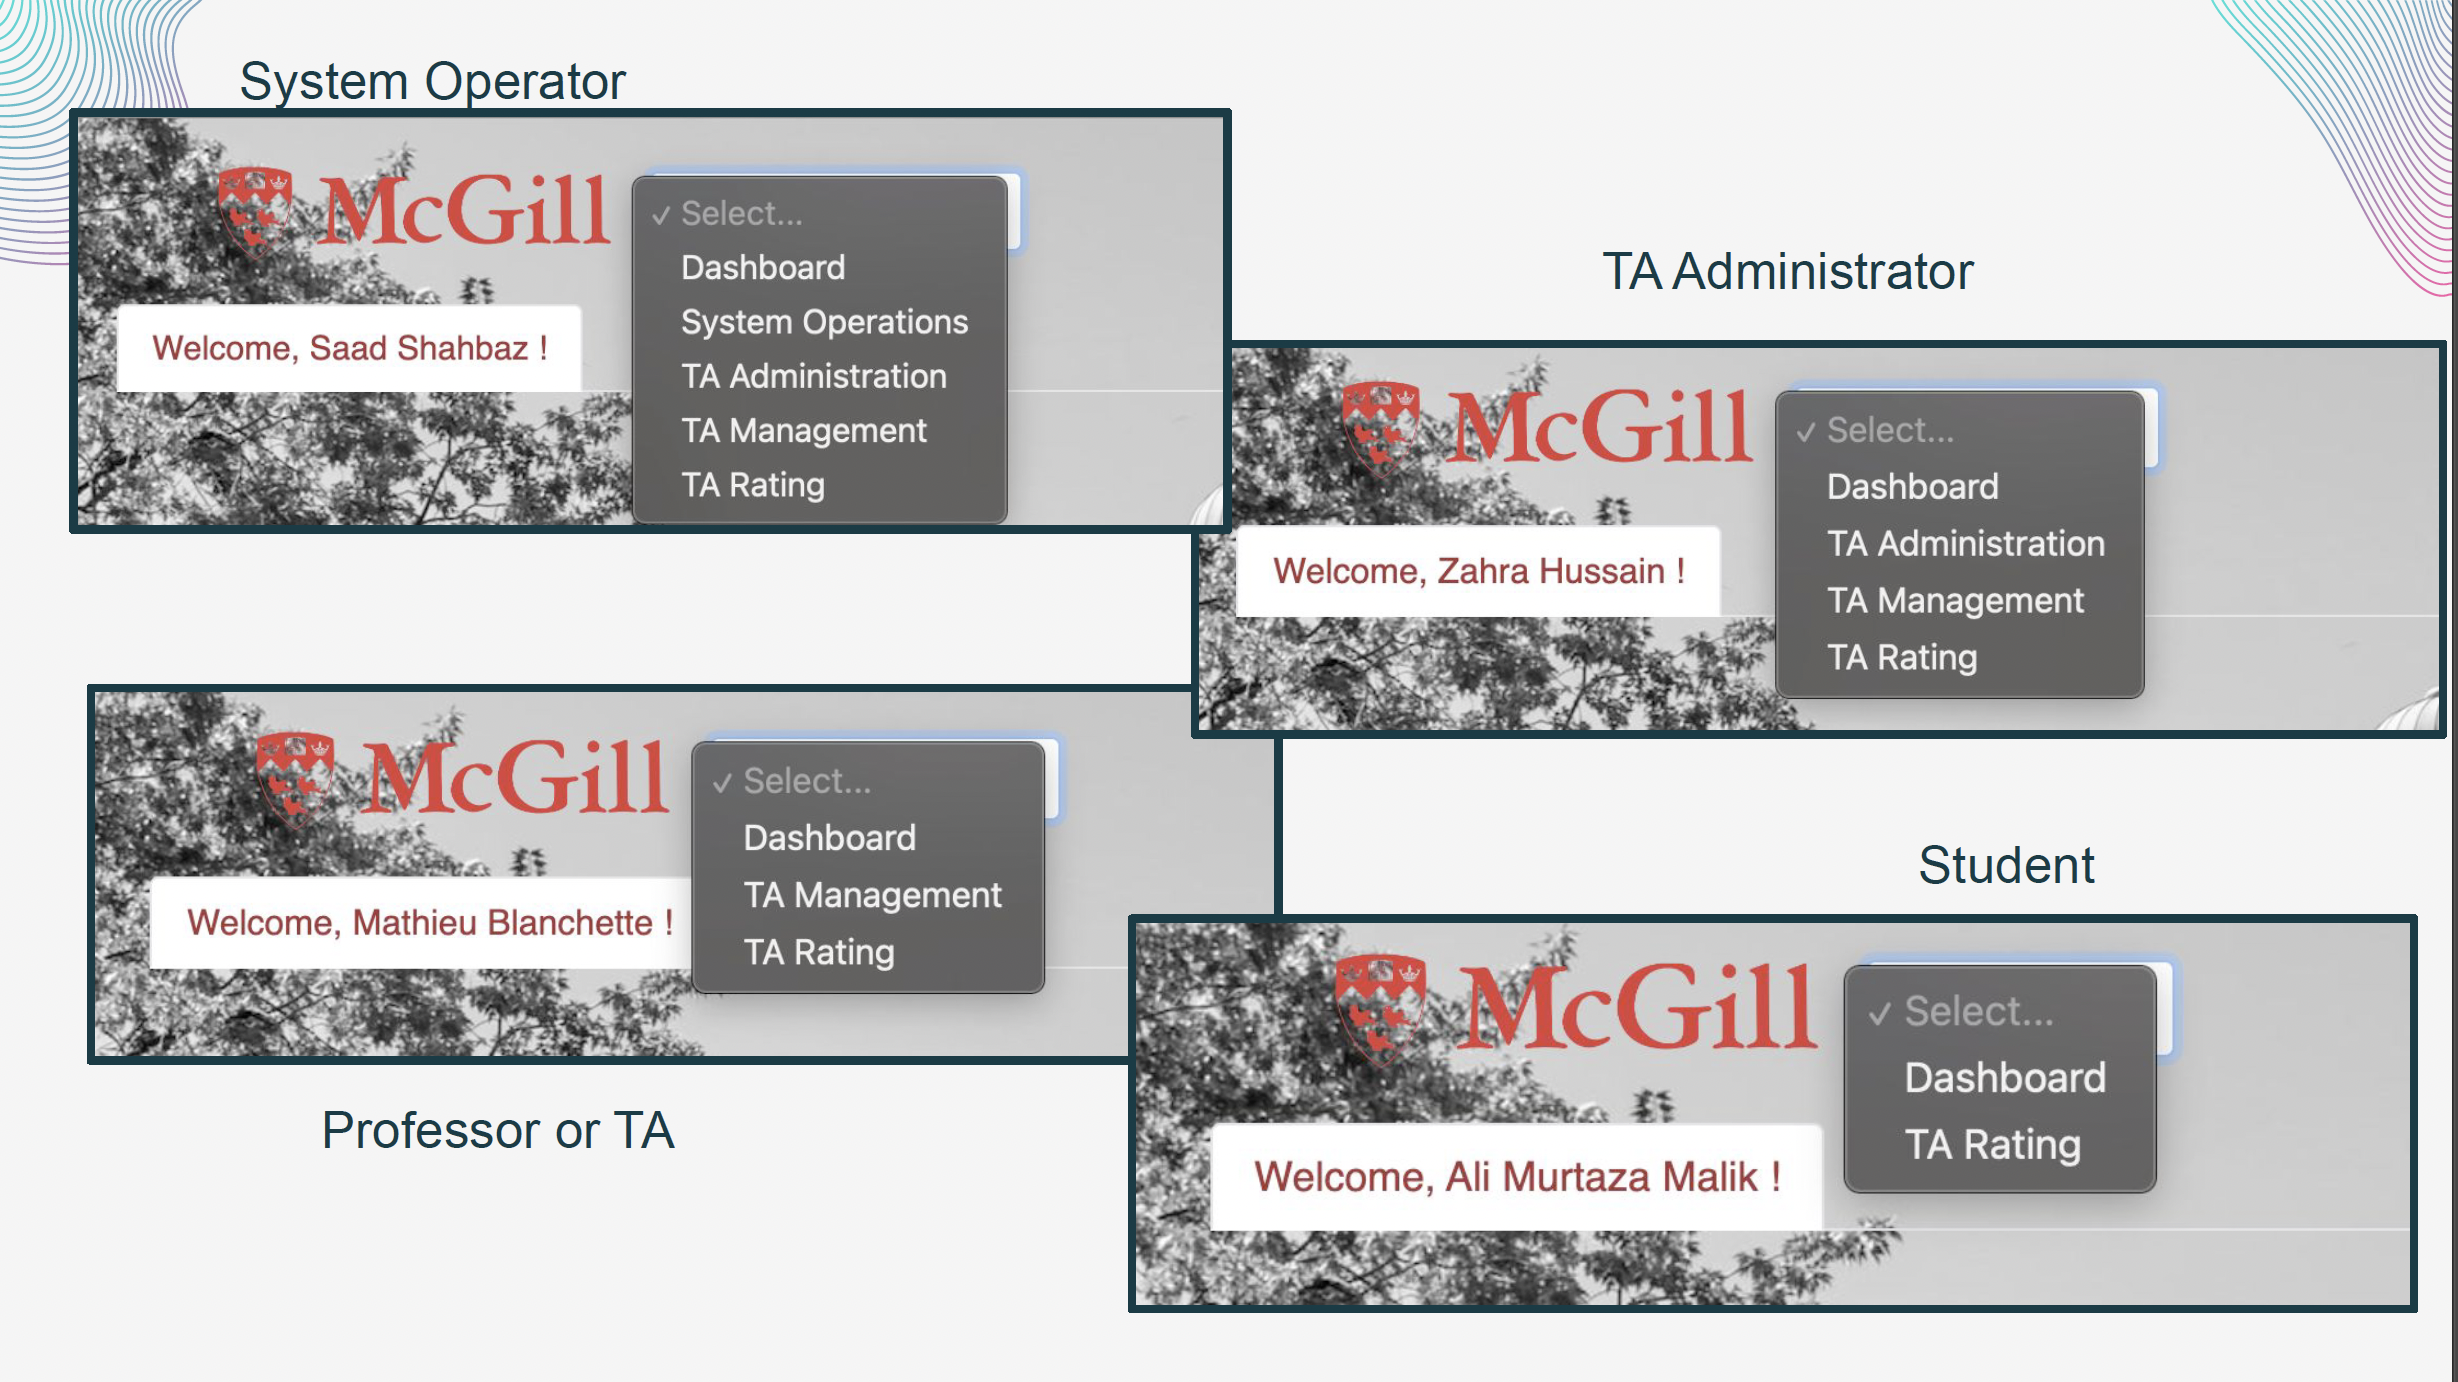 System Operator
McGill
✓ Select...
Dashboard
System Operations
TA Administration
TA Management
TA Rating
Welcome, Saad Shahbaz !
TA Administrator
McGill
✓ Select...
Dashboard
TA Administration
TA Management
TA Rating
Welcome, Zahra Hussain !
McGill
✓ Select...
Dashboard
TA Management
TA Rating
Welcome, Mathieu Blanchette !
Professor or TA
Student
McGill
✓ Select...
Dashboard
TA Rating
Welcome, Ali Murtaza Malik !